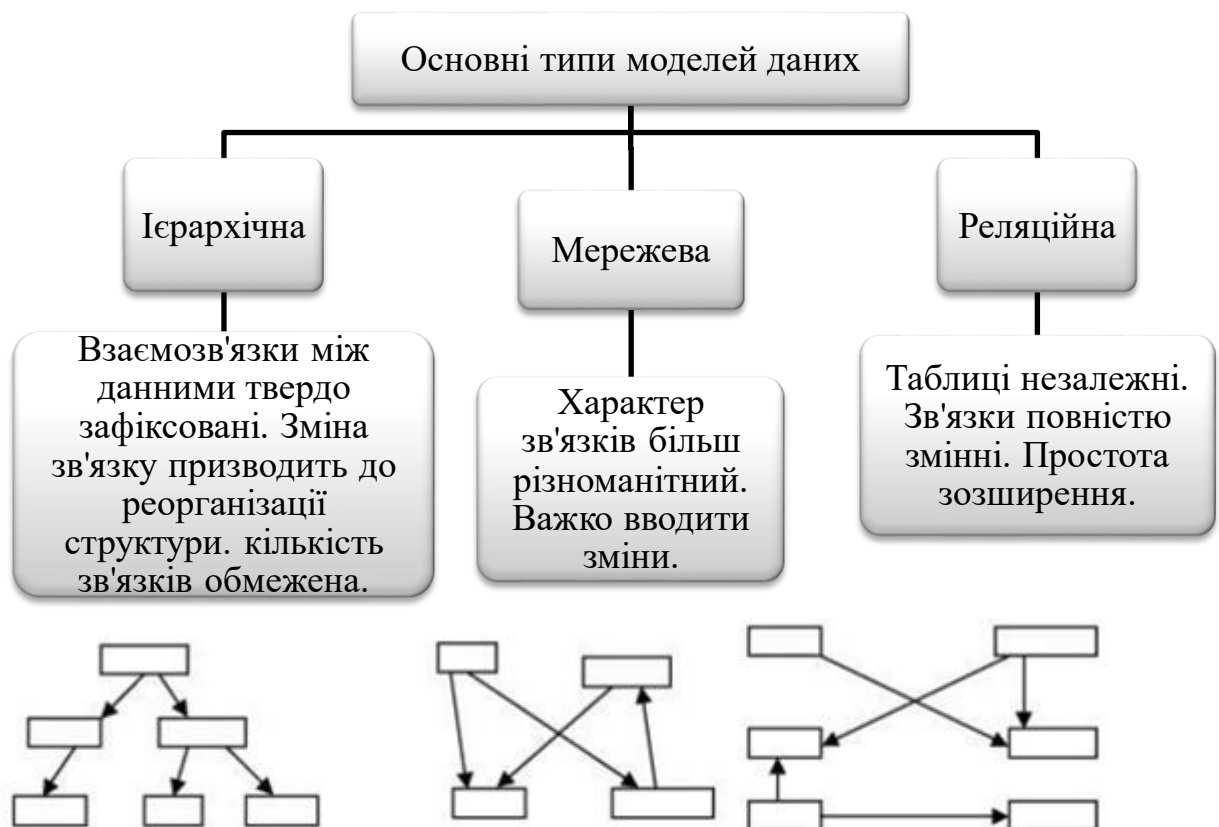 Основні типи моделей даних
Ієрархічна
Мережева
Реляційна
Взаємозв'язки між
данними твердо
зафіксовані. Зміна
зв'язку призводить до
реорганізації
структури. кількість
зв'язків обмежена.
Характер
зв'язків більш
різноманітний.
Важко вводити
зміни.
Таблиці незалежні.
Зв'язки повністю
змінні. Простота
зозширення.